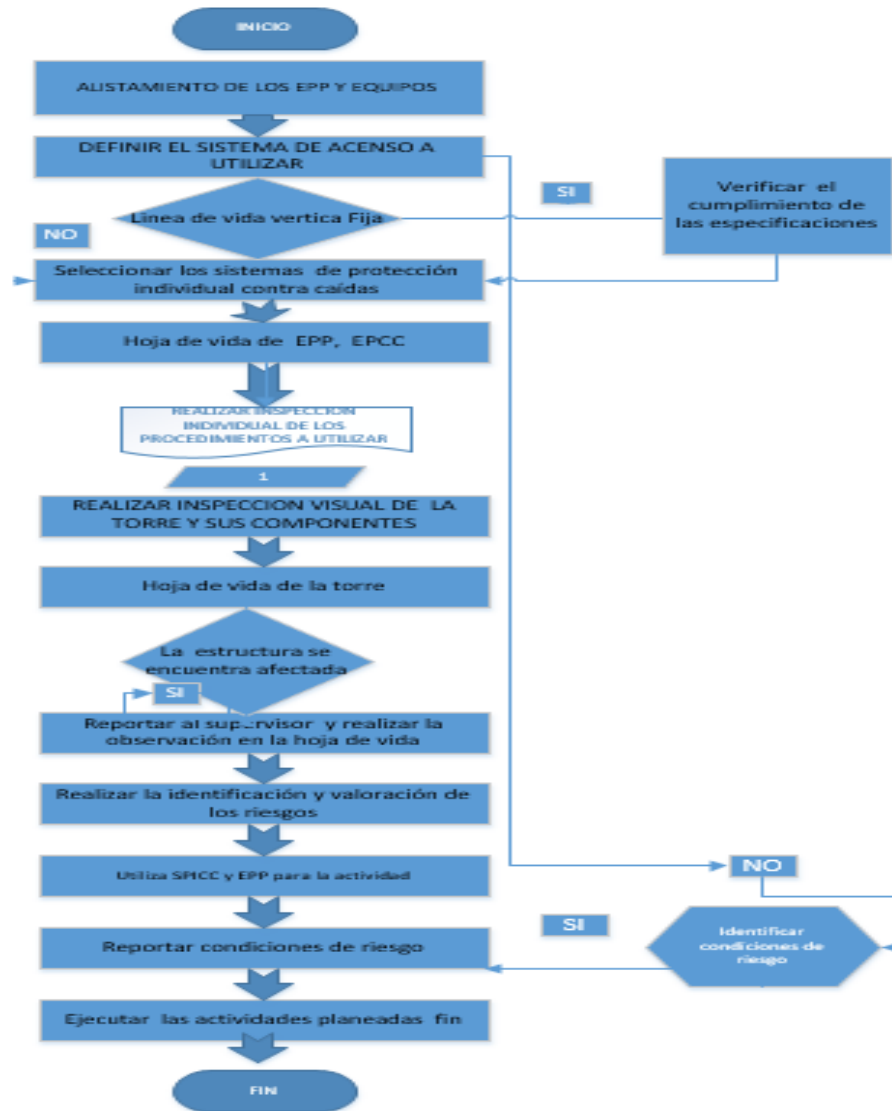 INICIO
ALISTAMIENTO DE LOS EPP Y EQUIPOS
DEFINIR EL SISTEMA DE ACENSO A
UTILIZAR
SI
Verificar el
cumplimiento de
las especificaciones
Linea de vida vertica Fija
NO
Seleccionar los sistemas de protección
individual contra caídas
Hoja de vida de EPP, EPCC
REALIZAR INSPECCION
INDIVIDUAL DE LOS
PROCEDIMIENTOS A UTILIZAR
1
REALIZAR INSPECCION VISUAL DE LA
TORRE Y SUS COMPONENTES
Hoja de vida de la torre
La estructura se
encuentra afectada
SI
Reportar al supervisor y realizar la
observación en la hoja de vida
Realizar la identificación y valoración de
los riesgos
Utiliza SPICC y EPP para la actividad
NO
SI
Identificar
condiciones de
riesgo
Reportar condiciones de riesgo
Ejecutar las actividades planeadas fin
FIN